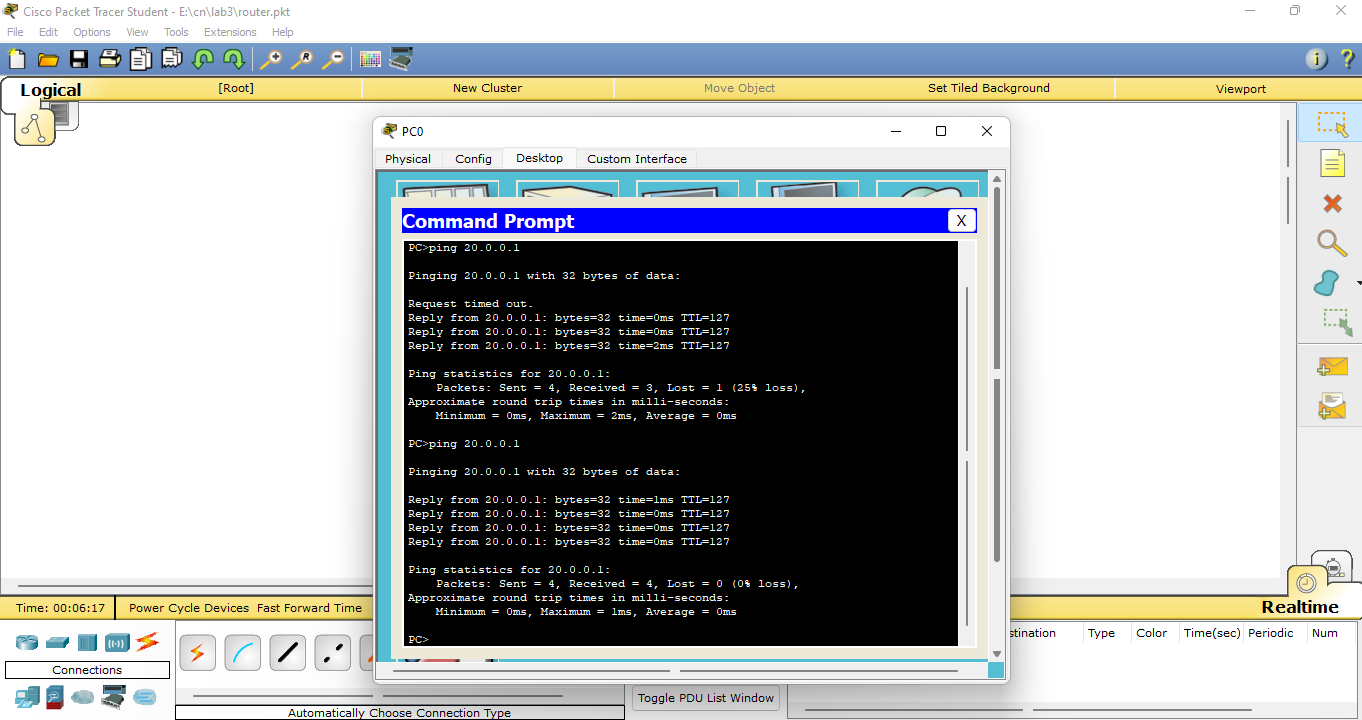 Cisco Packet Tracer Student - E:\cn\lab3\router.pkt
File Edit Options View Tools Extensions Help
Logical [Root] New Cluster Move Object Set Tiled Background Viewport
PC0
Physical Config Desktop Custom Interface
Command Prompt X
PC>ping 20.0.0.1
Pinging 20.0.0.1 with 32 bytes of data:
Request timed out.
Reply from 20.0.0.1: bytes=32 time=0ms TTL=127
Reply from 20.0.0.1: bytes=32 time=0ms TTL=127
Reply from 20.0.0.1: bytes=32 time=2ms TTL=127
Ping statistics for 20.0.0.1:
Packets: Sent = 4, Received = 3, Lost = 1 (25% loss),
Approximate round trip times in milli-seconds:
Minimum = 0ms, Maximum = 2ms, Average = 0ms
PC>ping 20.0.0.1
Pinging 20.0.0.1 with 32 bytes of data:
Reply from 20.0.0.1: bytes=32 time=1ms TTL=127
Reply from 20.0.0.1: bytes=32 time=0ms TTL=127
Reply from 20.0.0.1: bytes=32 time=0ms TTL=127
Reply from 20.0.0.1: bytes=32 time=0ms TTL=127
Ping statistics for 20.0.0.1:
Packets: Sent = 4, Received = 4, Lost = 0 (0% loss),
Approximate round trip times in milli-seconds:
Minimum = 0ms, Maximum = 1ms, Average = 0ms
PC>
Time: 00:06:17 Power Cycle Devices Fast Forward Time Realtime
stination Type Color Time(sec) Periodic Num
Connections
Toggle PDU List Window
Automatically Choose Connection Type